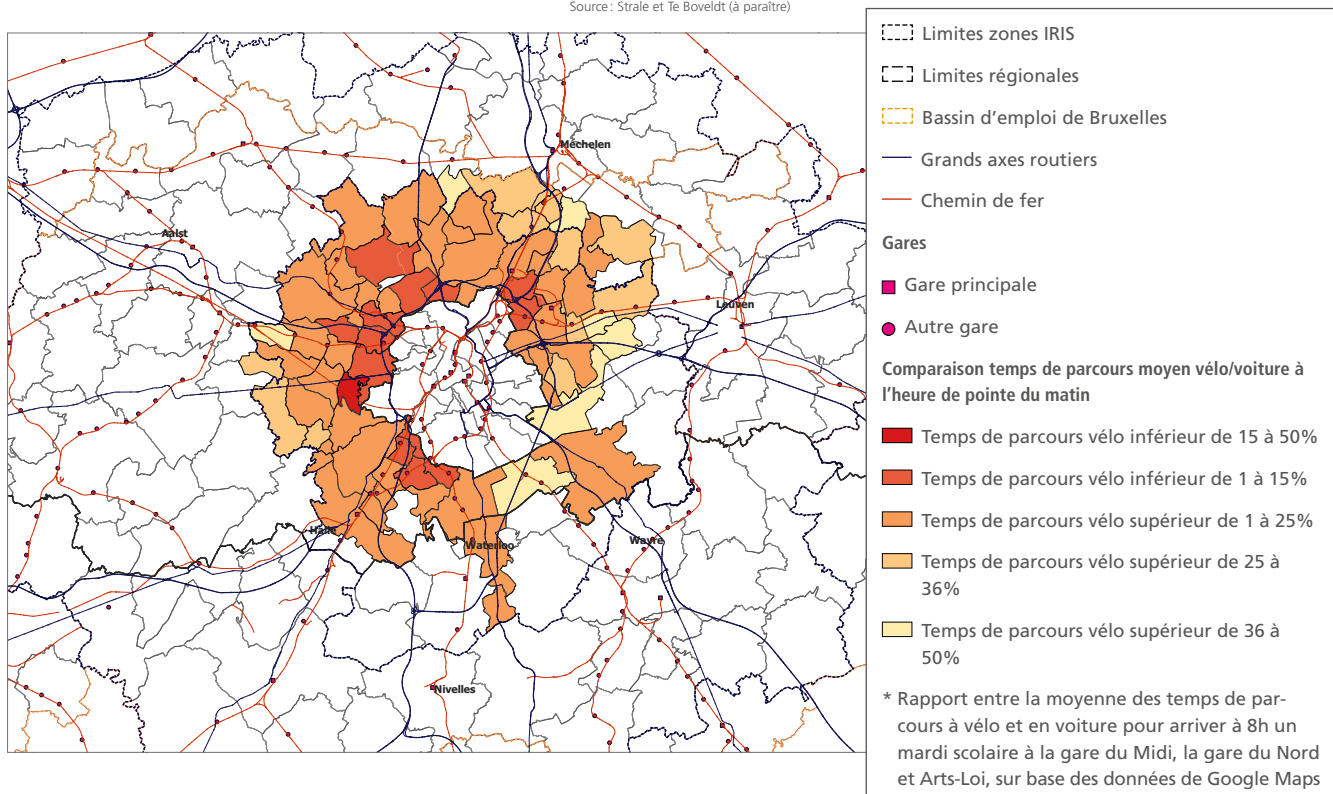 Source : Strale et Te Boveldt (à paraître)
Mechelen
Aalst
Leuven
Halle
Waterloo
Wavre
Nivelles
Limites zones IRIS
Limites régionales
Bassin d’emploi de Bruxelles
Grands axes routiers
Chemin de fer
Gares
Gare principale
Autre gare
Comparaison temps de parcours moyen vélo/voiture à
l’heure de pointe du matin
Temps de parcours vélo inférieur de 15 à 50%
Temps de parcours vélo inférieur de 1 à 15%
Temps de parcours vélo supérieur de 1 à 25%
Temps de parcours vélo supérieur de 25 à
36%
Temps de parcours vélo supérieur de 36 à
50%
* Rapport entre la moyenne des temps de par-
cours à vélo et en voiture pour arriver à 8h un
mardi scolaire à la gare du Midi, la gare du Nord
et Arts-Loi, sur base des données de Google Maps